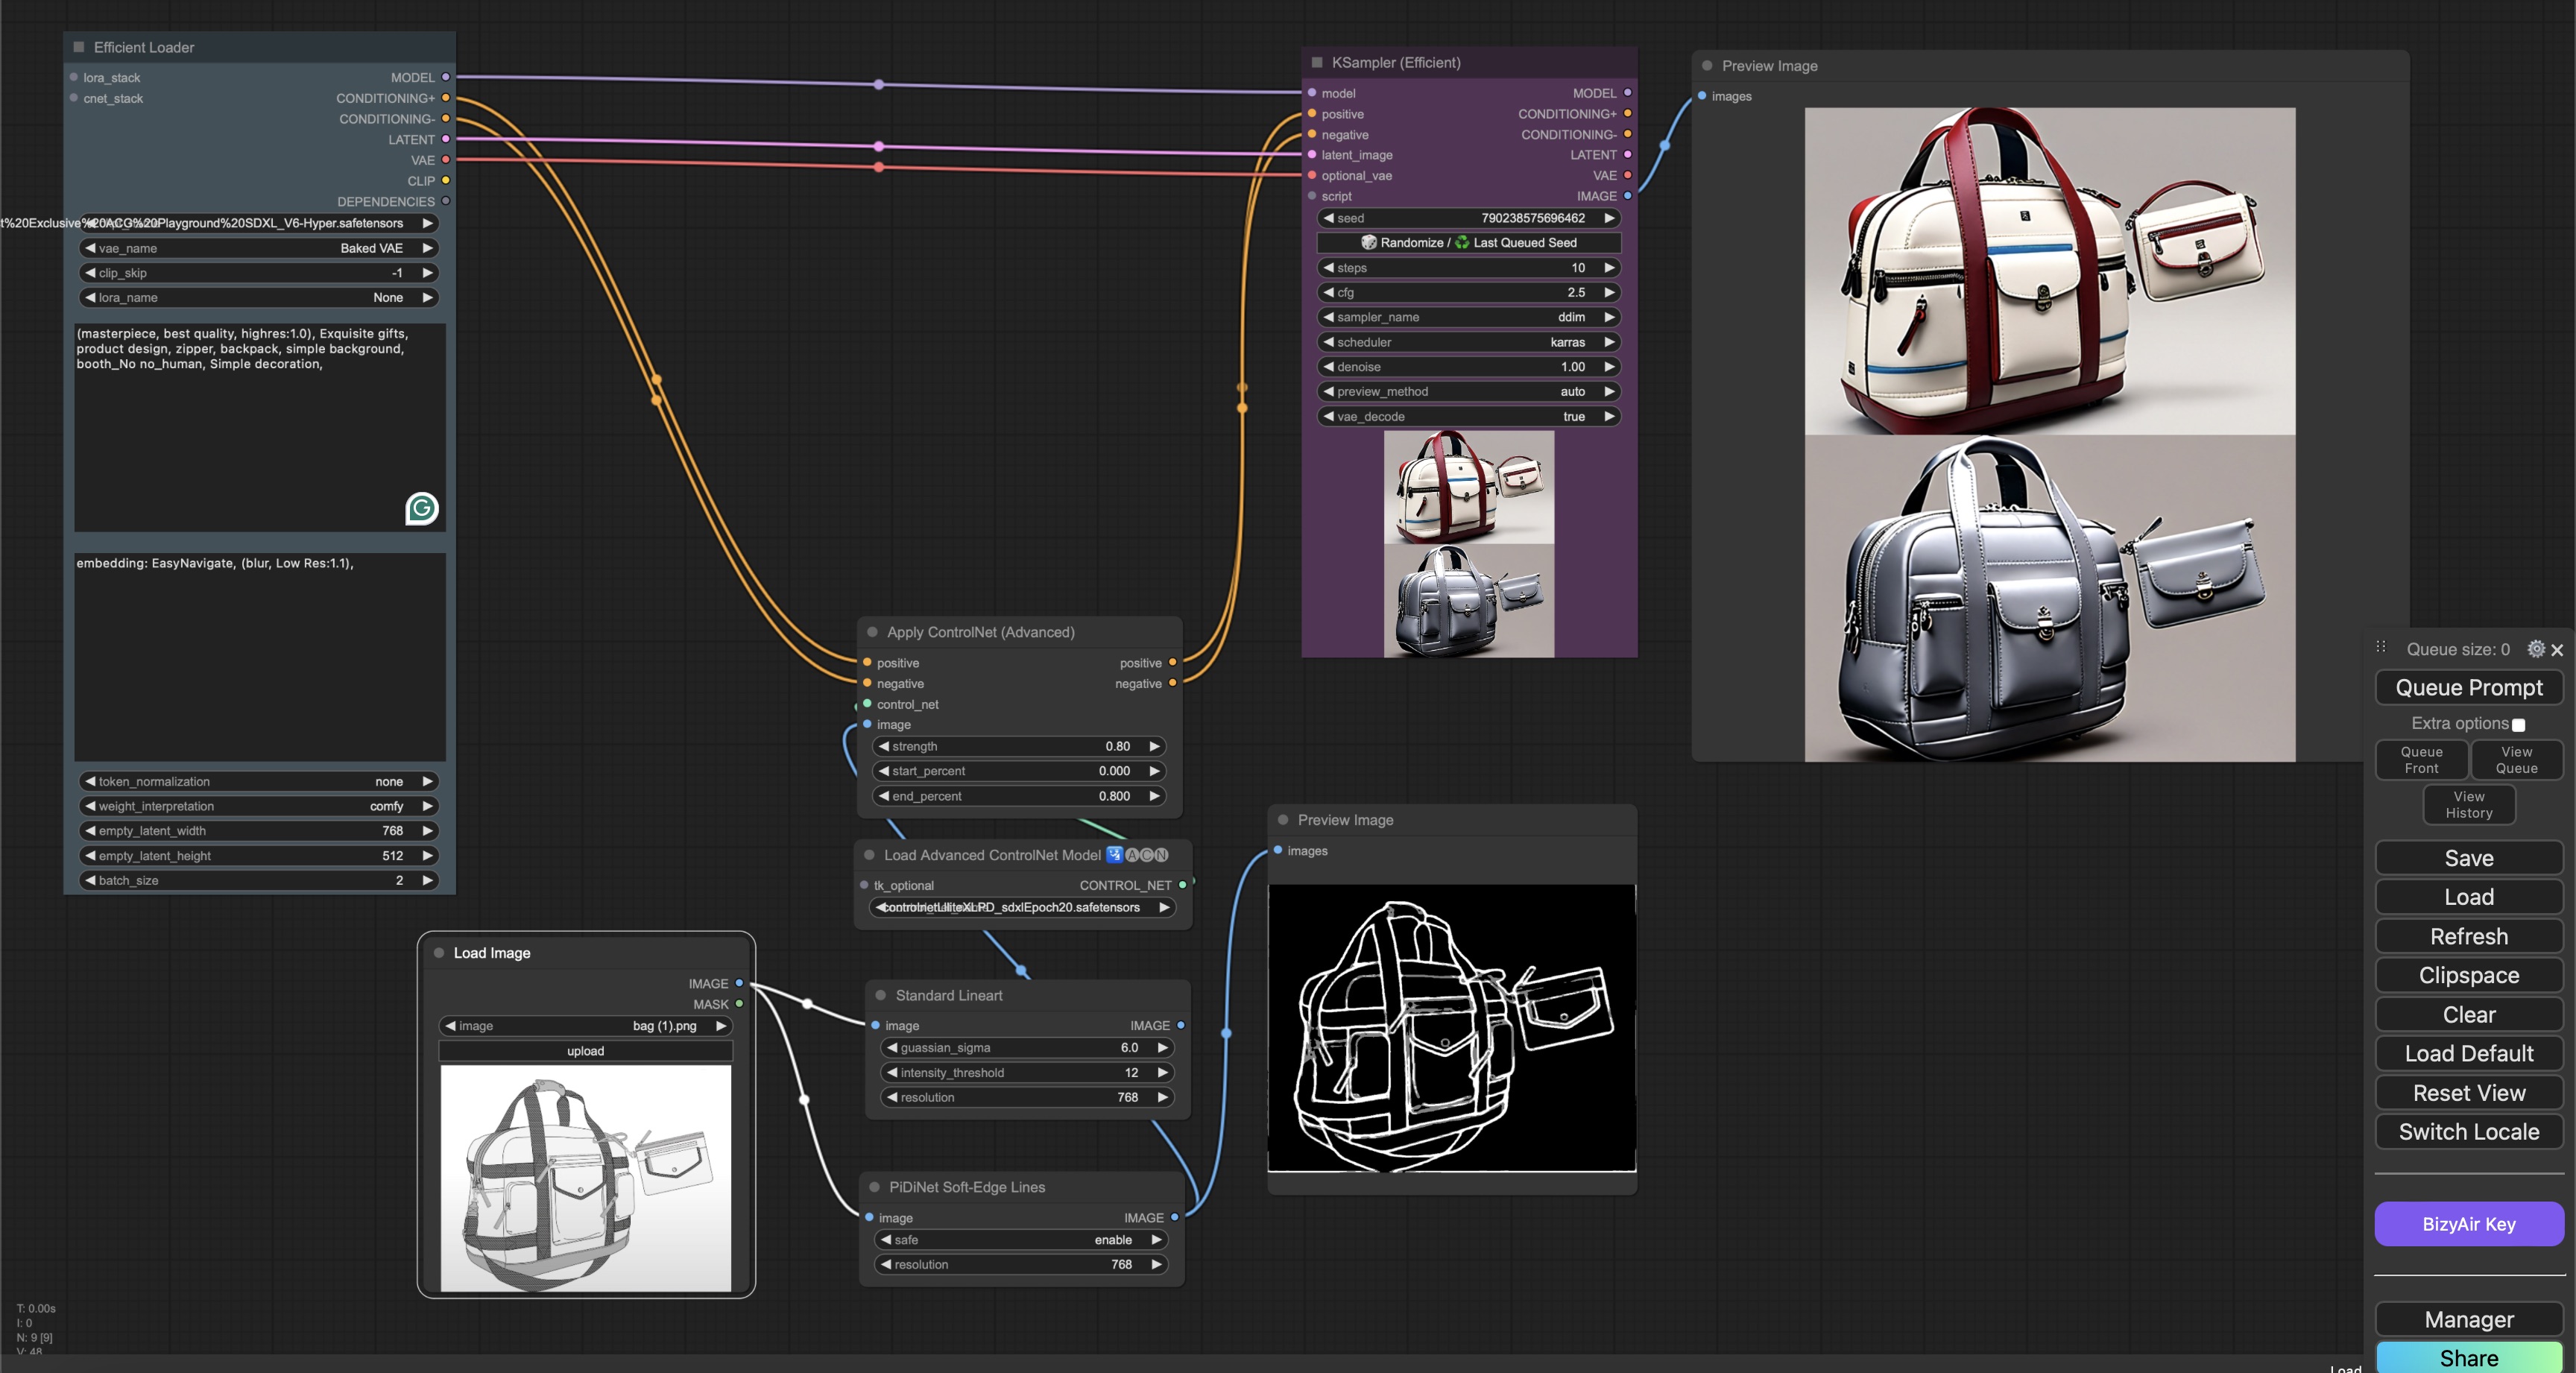 Efficient Loader
lora_stack
MODEL
cnet_stack
CONDITIONING+
CONDITIONING-
LATENT
VAE
CLIP
DEPENDENCIES
t%20Exclusive%20ACG%20Playground%20SDXL_V6-Hyper.safetensors
vae_name
Baked VAE
clip_skip
-1
lora_name
None
(masterpiece, best quality, highres:1.0), Exquisite gifts,
product design, zipper, backpack, simple background,
booth_No no_human, Simple decoration,
G
embedding: EasyNavigate, (blur, Low Res:1.1),
token_normalization
none
weight_interpretation
comfy
empty_latent_width
768
empty_latent_height
512
batch_size
2
Load Image
IMAGE
MASK
image
bag (1).png
upload
Apply ControlNet (Advanced)
positive
positive
negative
negative
control_net
image
strength
0.80
start_percent
0.000
end_percent
0.800
Load Advanced ControlNet Model 🛂🅐🅒🅝
tk_optional
CONTROL_NET
XLPD_sdxlEpoch20.safetensors
Standard Lineart
image
IMAGE
guassian_sigma
6.0
intensity_threshold
12
resolution
768
PiDiNet Soft-Edge Lines
image
IMAGE
safe
enable
resolution
768
KSampler (Efficient)
model
MODEL
positive
CONDITIONING+
negative
CONDITIONING-
latent_image
LATENT
optional_vae
VAE
script
IMAGE
seed
790238575696462
🎲 Randomize / ♻️ Last Queued Seed
steps
10
cfg
2.5
sampler_name
ddim
scheduler
karras
denoise
1.00
preview_method
auto
vae_decode
true
Preview Image
images
Preview Image
images
Queue size: 0
Queue Prompt
Extra options
Queue
Front
View
Queue
View
History
Save
Load
Refresh
Clipspace
Clear
Load Default
Reset View
Switch Locale
BizyAir Key
Manager
Share
T: 0.00s
I: 0
N: 9 [9]
V: 48
Load